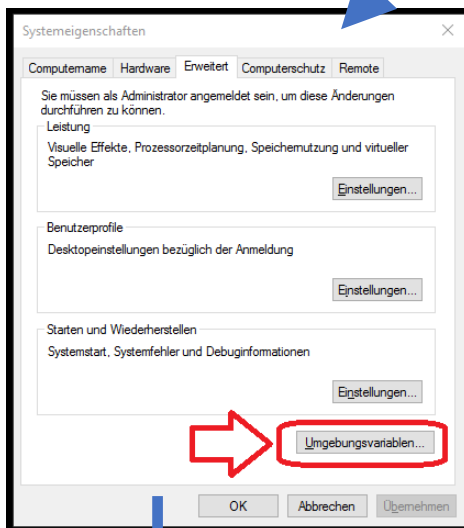 Systemeigenschaften
Computername Hardware Erweitert Computerschutz Remote
Sie müssen als Administrator angemeldet sein, um diese Änderungen
durchführen zu können.
Leistung
Visuelle Effekte, Prozessorzeitplanung, Speichernutzung und virtueller
Speicher
Einstellungen...
Benutzerprofile
Desktopeinstellungen bezüglich der Anmeldung
Einstellungen...
Starten und Wiederherstellen
Systemstart, Systemfehler und Debuginformationen
Einstellungen...
Umgebungsvariablen...
OK Abbrechen Übernehmen